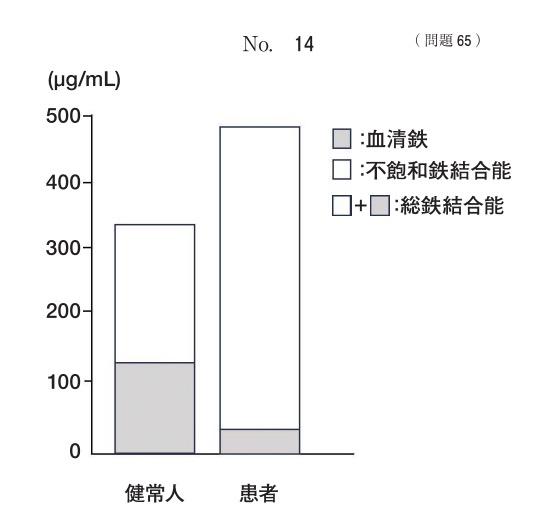 No. 14
（問題 65）
(μg/mL)
500
400
300
200
100
0
:血清鉄
:不飽和鉄結合能
+ :総鉄結合能
健常人
患者